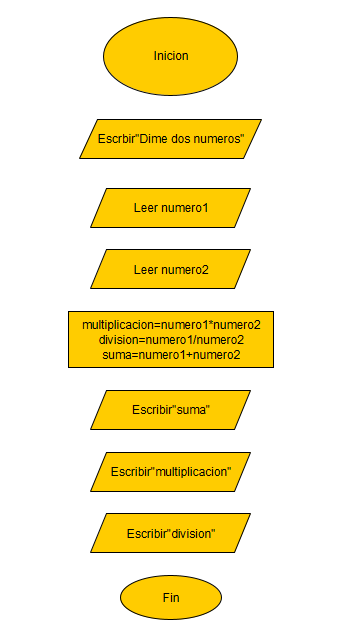 Inicion
Escrbir"Dime dos numeros"
Leer numero1
Leer numero2
multiplicacion=numero1*numero2
division=numero1/numero2
suma=numero1+numero2
Escribir"suma"
Escribir"multiplicacion"
Escribir"division"
Fin